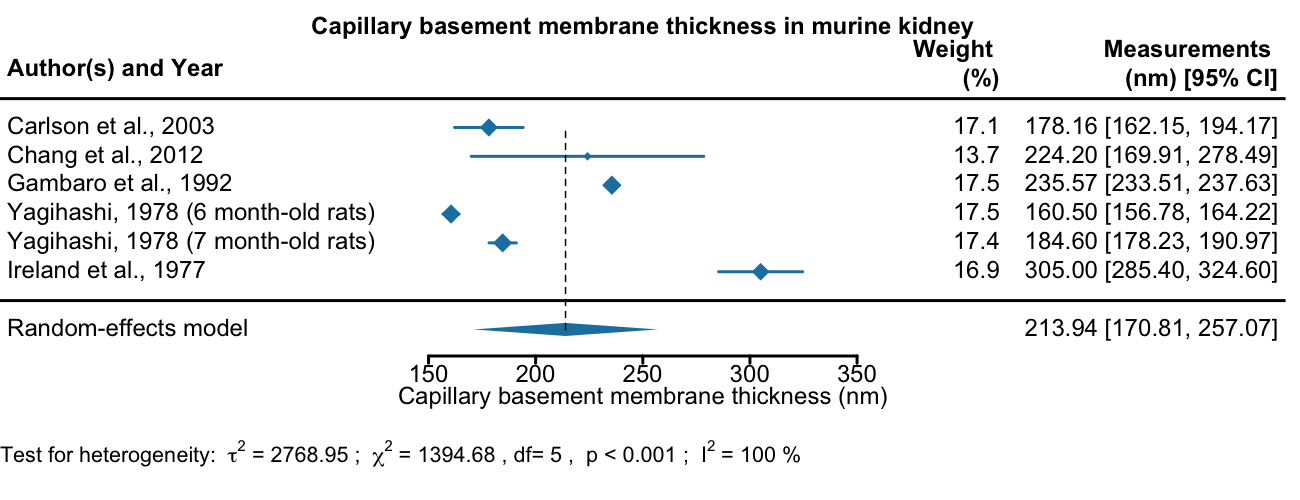 Capillary basement membrane thickness in murine kidney
Author(s) and Year Weight (%) Measurements (nm) [95% CI]
Carlson et al., 2003 17.1 178.16 [162.15, 194.17]
Chang et al., 2012 13.7 224.20 [169.91, 278.49]
Gambaro et al., 1992 17.5 235.57 [233.51, 237.63]
Yagihashi, 1978 (6 month-old rats) 17.5 160.50 [156.78, 164.22]
Yagihashi, 1978 (7 month-old rats) 17.4 184.60 [178.23, 190.97]
Ireland et al., 1977 16.9 305.00 [285.40, 324.60]
Random-effects model 213.94 [170.81, 257.07]
150 200 250 300 350
Capillary basement membrane thickness (nm)
Test for heterogeneity: τ² = 2768.95 ; χ² = 1394.68 , df= 5 , p < 0.001 ; I² = 100 %